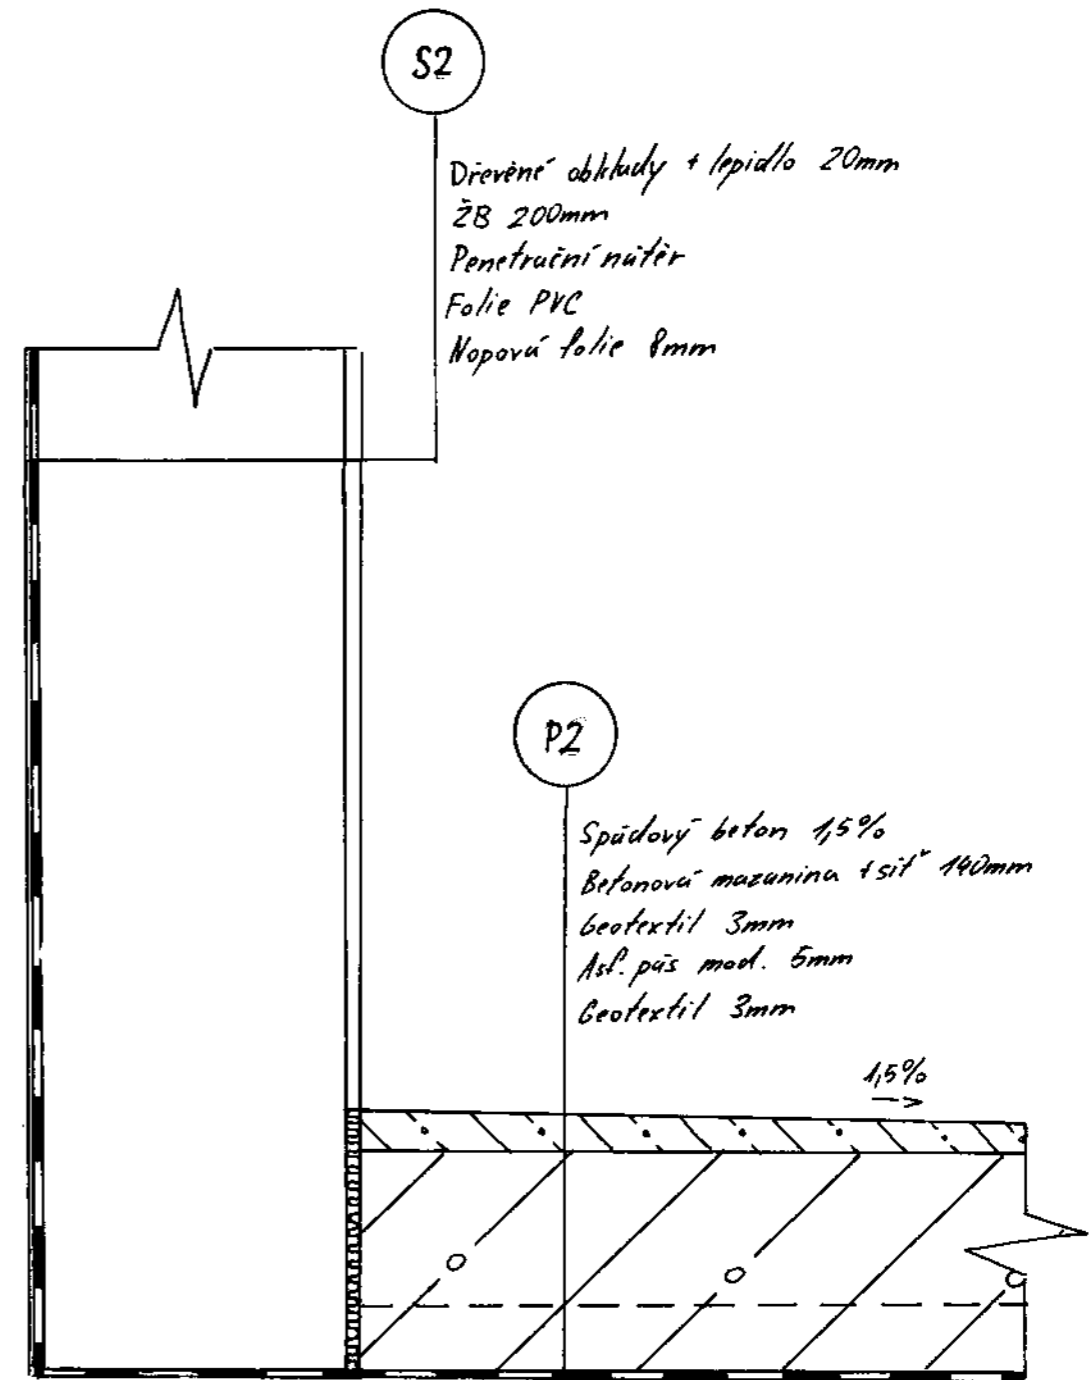 S2
Dřevěné obklady + lepidlo 20mm
ŽB 200mm
Penetrační nátěr
Folie PVC
Nopová folie 8mm
P2
Spádový beton 1,5%
Betonová mazanina + síť 140mm
Geotextil 3mm
Asf. pás mod. 5mm
Geotextil 3mm
1,5%